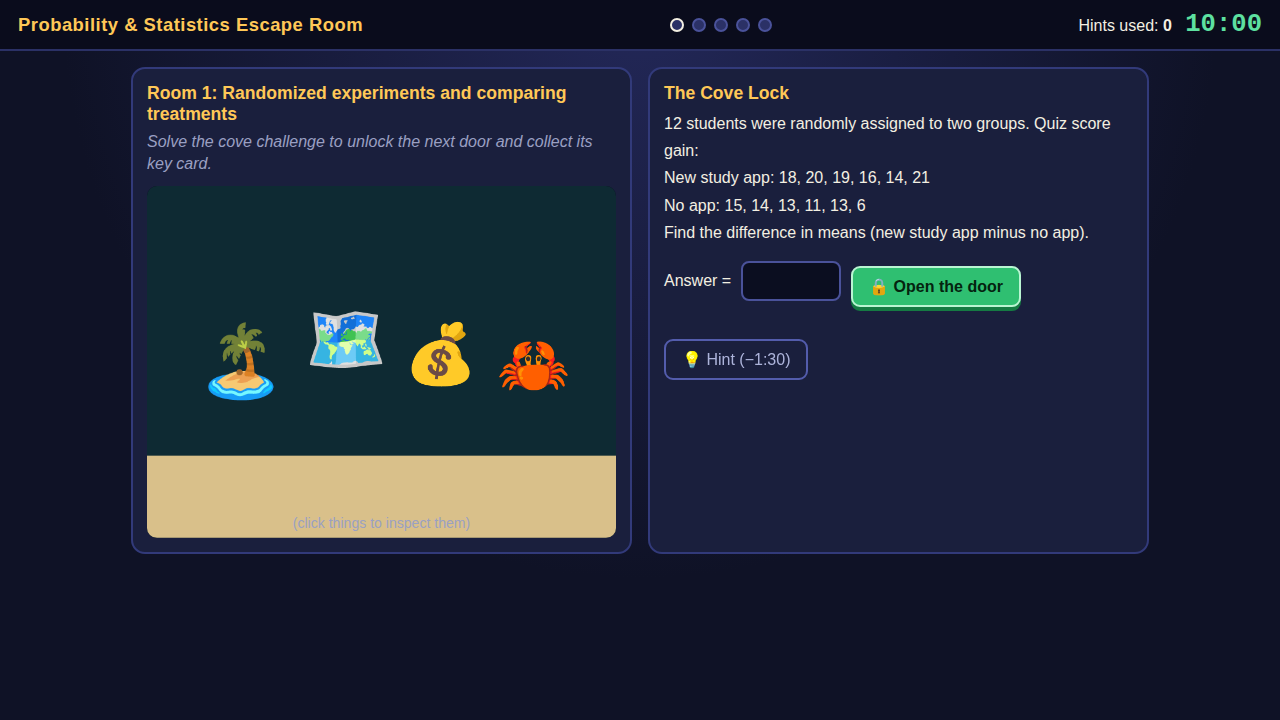 Probability & Statistics Escape Room
Hints used: 0 10:00
Room 1: Randomized experiments and comparing
treatments
Solve the cove challenge to unlock the next door and collect its
key card.
(click things to inspect them)
The Cove Lock
12 students were randomly assigned to two groups. Quiz score
gain:
New study app: 18, 20, 19, 16, 14, 21
No app: 15, 14, 13, 11, 13, 6
Find the difference in means (new study app minus no app).
Answer =
🔒 Open the door
💡 Hint (−1:30)